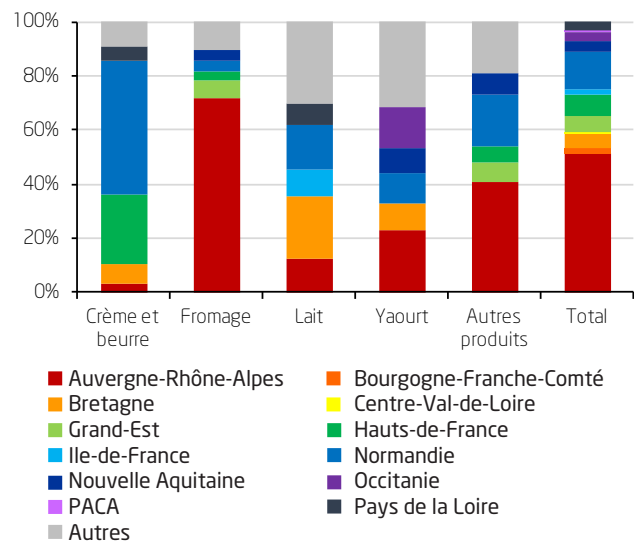 100%
80%
60%
40%
20%
0%
Crème et
beurre
Fromage
Lait
Yaourt
Autres
produits
Total
Auvergne-Rhône-Alpes
Bourgogne-Franche-Comté
Bretagne
Centre-Val-de-Loire
Grand-Est
Hauts-de-France
Ile-de-France
Normandie
Nouvelle Aquitaine
Occitanie
PACA
Pays de la Loire
Autres